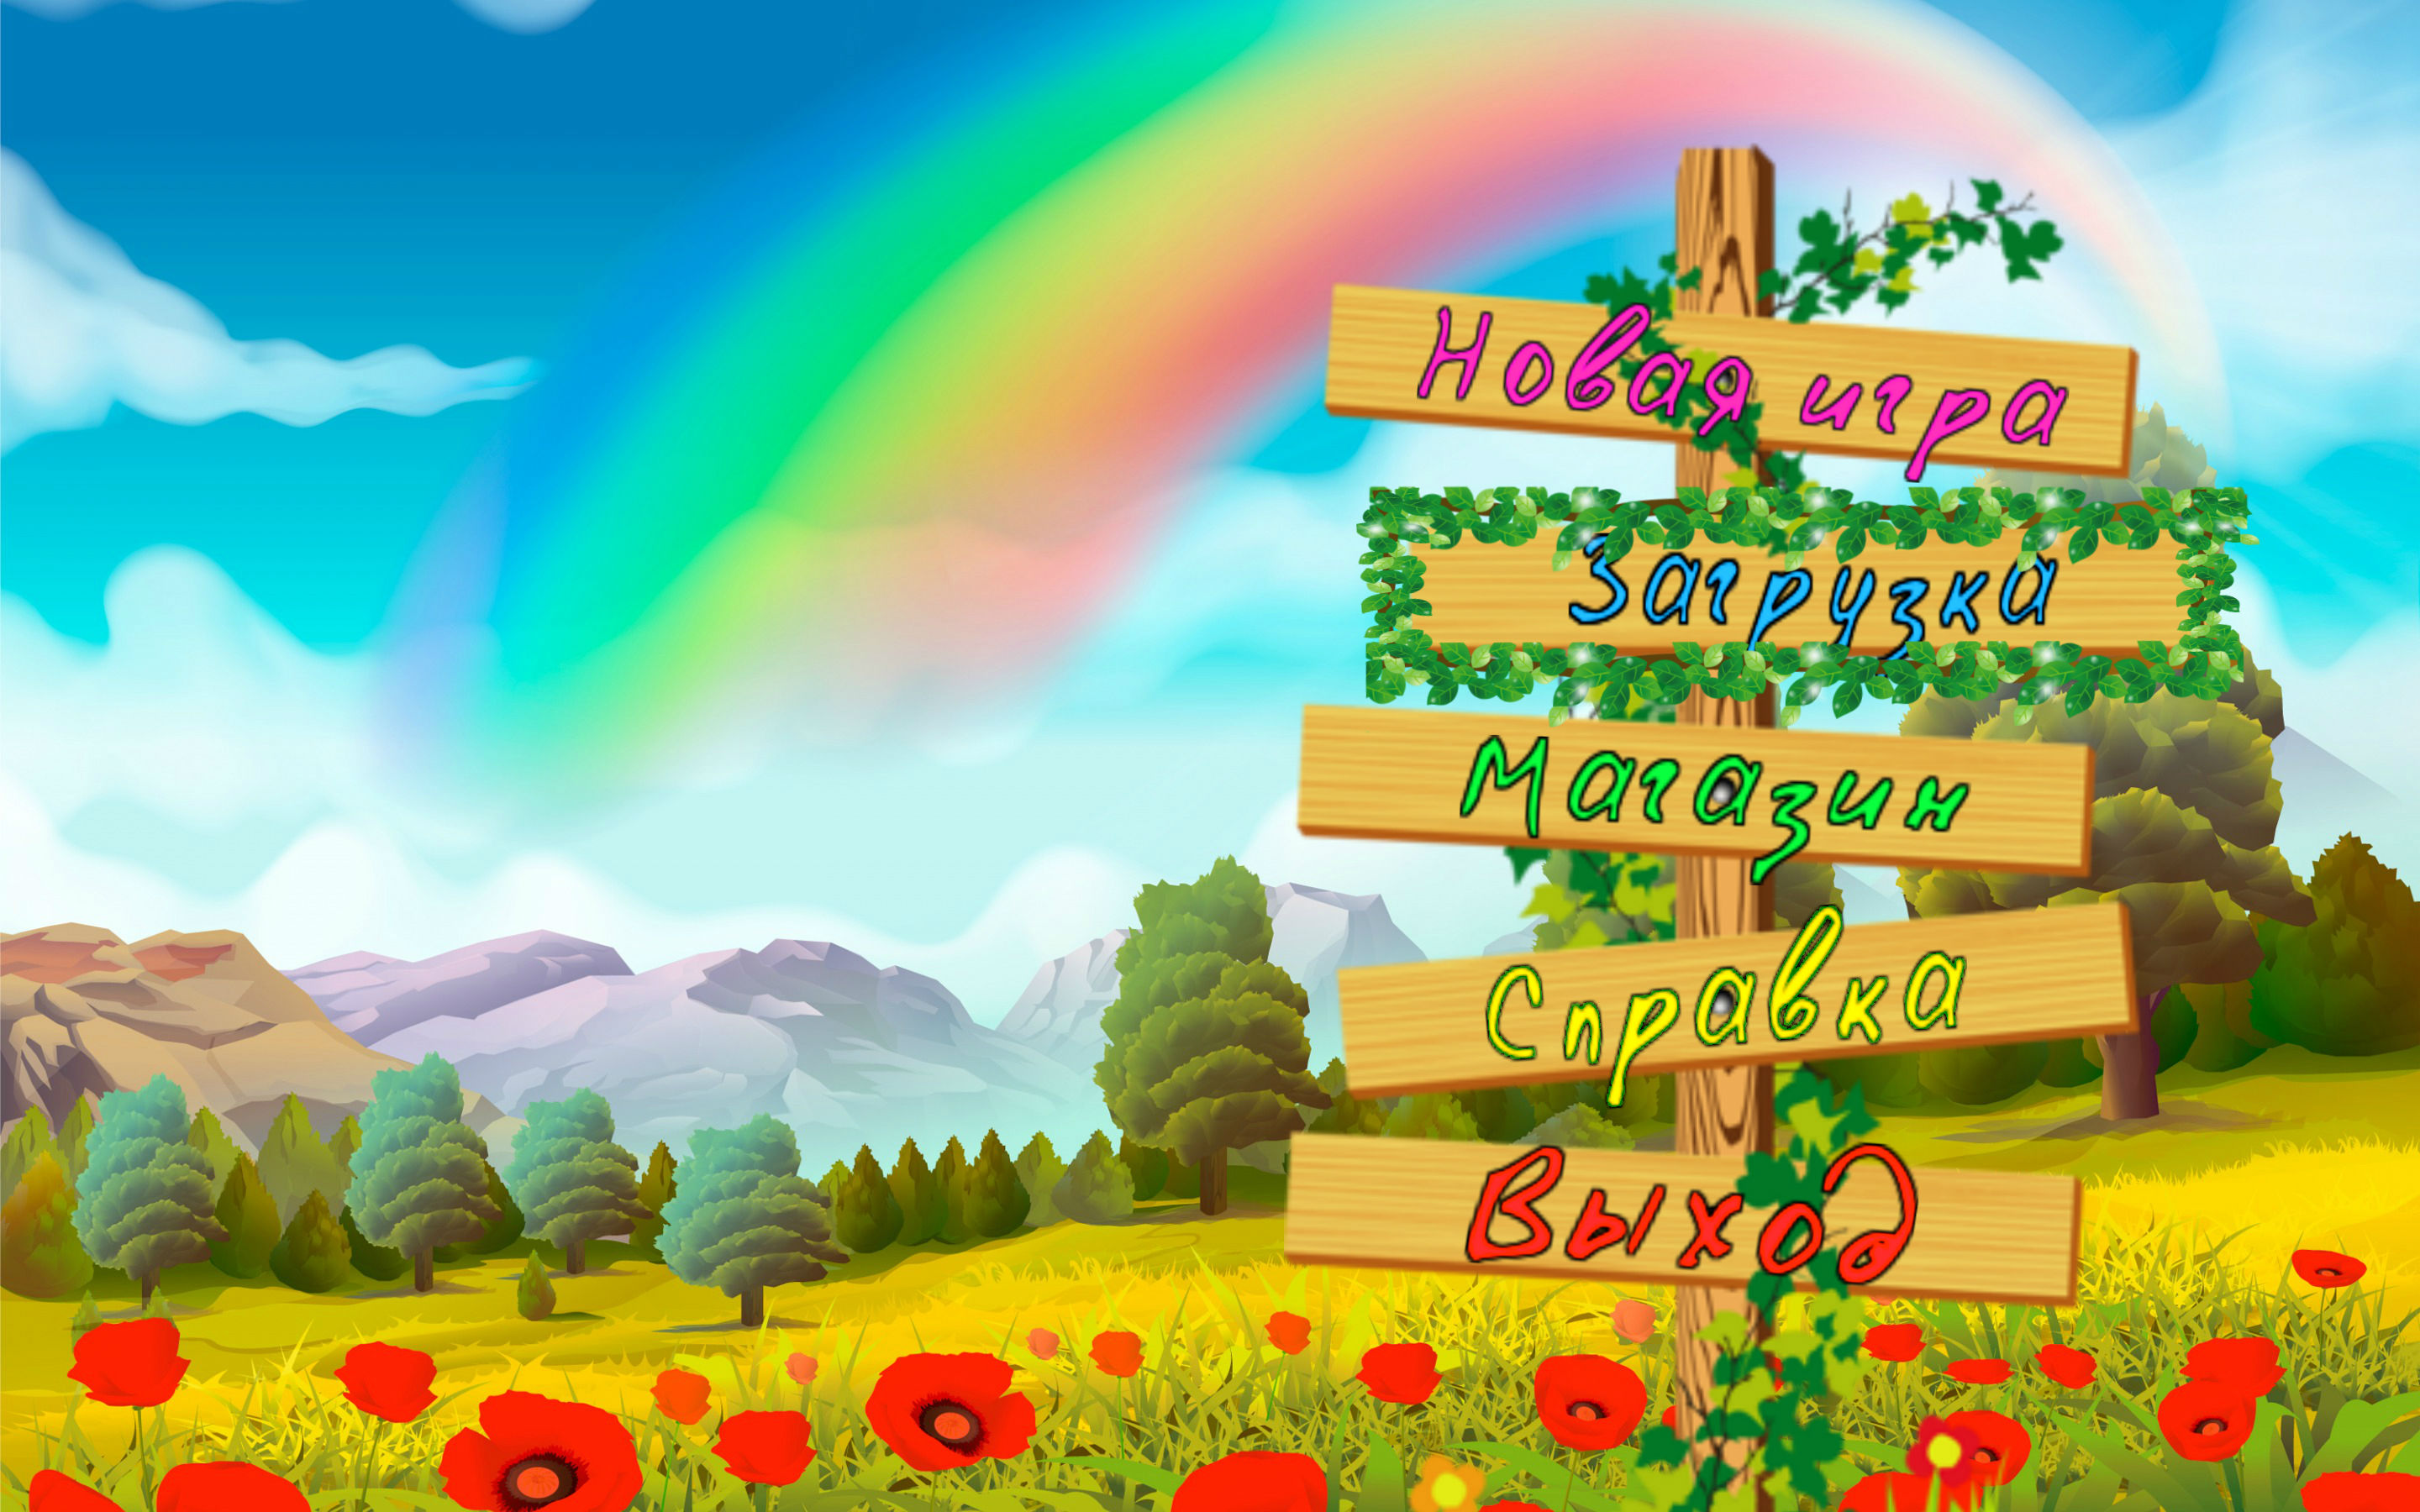 Новая игра
Загрузка
Магазин
Справка
Выход